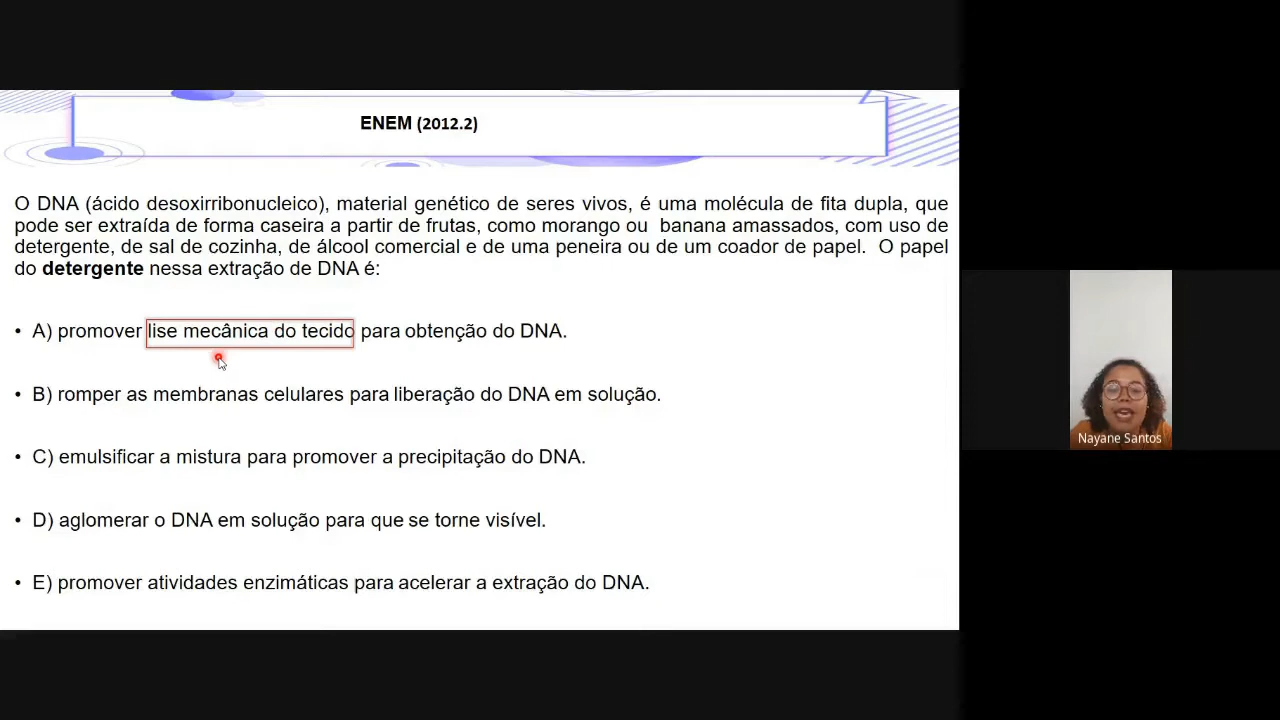 ENEM (2012.2)
O DNA (ácido desoxirribonucleico), material genético de seres vivos, é uma molécula de fita dupla, que
pode ser extraída de forma caseira a partir de frutas, como morango ou banana amassados, com uso de
detergente, de sal de cozinha, de álcool comercial e de uma peneira ou de um coador de papel. O papel
do detergente nessa extração de DNA é:
• A) promover lise mecânica do tecido para obtenção do DNA.
• B) romper as membranas celulares para liberação do DNA em solução.
• C) emulsificar a mistura para promover a precipitação do DNA.
• D) aglomerar o DNA em solução para que se torne visível.
• E) promover atividades enzimáticas para acelerar a extração do DNA.
Nayane Santos